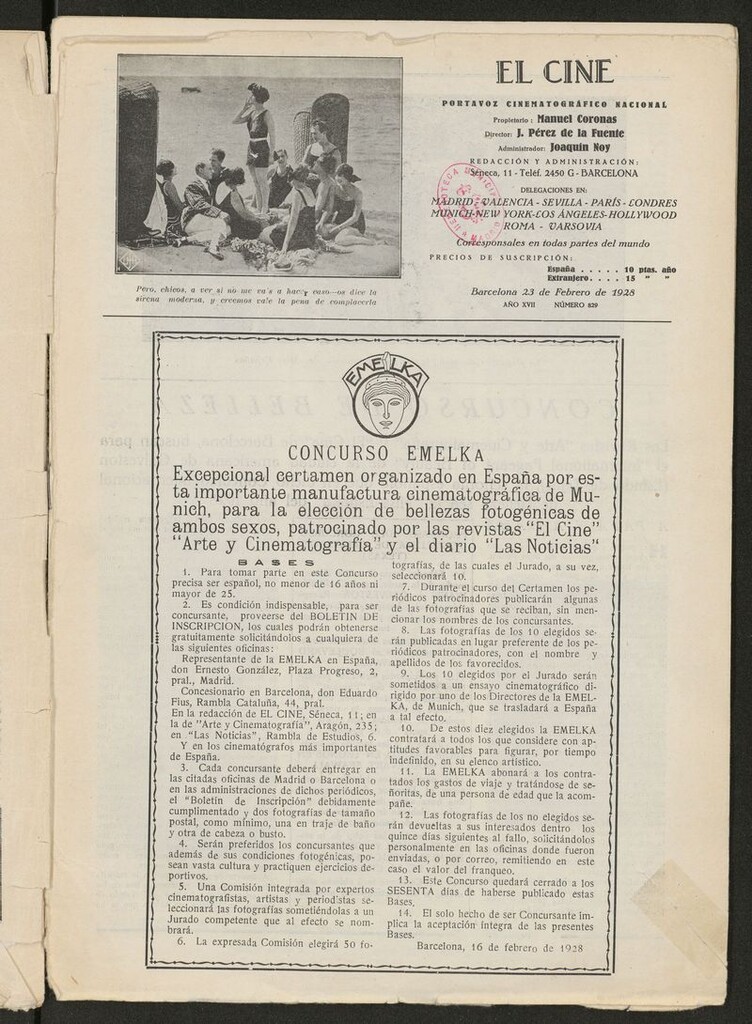 Pero, chicos, a ver si no me vais a hacer caso—os dice la
sirena moderna, y creemos vale la pena de complacerla
EL CINE
PORTAVOZ CINEMATOGRÁFICO NACIONAL
Propietario: Manuel Coronas
Director: J. Pérez de la Fuente
Administrador: Joaquin Noy
REDACCIÓN Y ADMINISTRACIÓN:
Séneca, 11 - Teléf. 2450 G - BARCELONA
DELEGACIONES EN:
MADRID - VALENCIA - SEVILLA - PARÍS - LONDRES
MUNICH - NEW YORK - LOS ÁNGELES - HOLLYWOOD
ROMA - VARSOVIA
Corresponsales en todas partes del mundo
PRECIOS DE SUSCRIPCIÓN:
España . . . . . 10 ptas. año
Extranjero. . . . 15 " "
Barcelona 23 de Febrero de 1928
AÑO XVII NÚMERO 829
HEMEROTECA MUNICIPAL MADRID
EMELKA
CONCURSO EMELKA
Excepcional certamen organizado en España por es-
ta importante manufactura cinematográfica de Mu-
nich, para la elección de bellezas fotogénicas de
ambos sexos, patrocinado por las revistas "El Cine"
"Arte y Cinematografía" y el diario "Las Noticias"
BASES
1. Para tomar parte en este Concurso
precisa ser español, no menor de 16 años ni
mayor de 25.
2. Es condición indispensable, para ser
concursante, proveerse del BOLETIN DE
INSCRIPCION, los cuales podrán obtenerse
gratuitamente solicitándolos a cualquiera de
las siguientes oficinas:
Representante de la EMELKA en España,
don Ernesto González, Plaza Progreso, 2,
pral., Madrid.
Concesionario en Barcelona, don Eduardo
Fius, Rambla Cataluña, 44, pral.
En la redacción de EL CINE, Séneca, 11; en
la de "Arte y Cinematografía", Aragón, 235;
en "Las Noticias", Rambla de Estudios, 6.
Y en los cinematógrafos más importantes
de España.
3. Cada concursante deberá entregar en
las citadas oficinas de Madrid o Barcelona o
en las administraciones de dichos periódicos,
el "Boletín de Inscripción" debidamente
cumplimentado y dos fotografías de tamaño
postal, como mínimo, una en traje de baño
y otra de cabeza o busto.
4. Serán preferidos los concursantes que
además de sus condiciones fotogénicas, po-
sean vasta cultura y practiquen ejercicios de-
portivos.
5. Una Comisión integrada por expertos
cinematografistas, artistas y periodistas se-
leccionará las fotografías sometiéndolas a un
Jurado competente que al efecto se nom-
brará.
6. La expresada Comisión elegirá 50 fo-
tografías, de las cuales el Jurado, a su vez,
seleccionará 10.
7. Durante el curso del Certamen los pe-
riódicos patrocinadores publicarán algunas
de las fotografías que se reciban, sin men-
cionar los nombres de los concursantes.
8. Las fotografías de los 10 elegidos se-
rán publicadas en lugar preferente de los pe-
riódicos patrocinadores, con el nombre y
apellidos de los favorecidos.
9. Los 10 elegidos por el Jurado serán
sometidos a un ensayo cinematográfico di-
rigido por uno de los Directores de la EMEL-
KA, de Munich, que se trasladará a España
a tal efecto.
10. De estos diez elegidos la EMELKA
contratará a todos los que considere con ap-
titudes favorables para figurar, por tiempo
indefinido, en su elenco artístico.
11. La EMELKA abonará a los contra-
tados los gastos de viaje y tratándose de se-
ñoritas, de una persona de edad que la acom-
pañe.
12. Las fotografías de los no elegidos se-
rán devueltas a sus interesados dentro los
quince días siguientes al fallo, solicitándolos
personalmente en las oficinas donde fueron
enviadas, o por correo, remitiendo en este
caso el valor del franqueo.
13. Este Concurso quedará cerrado a los
SESENTA días de haberse publicado estas
Bases.
14. El solo hecho de ser Concursante im-
plica la aceptación íntegra de las presentes
Bases.
Barcelona, 16 de febrero de 1928